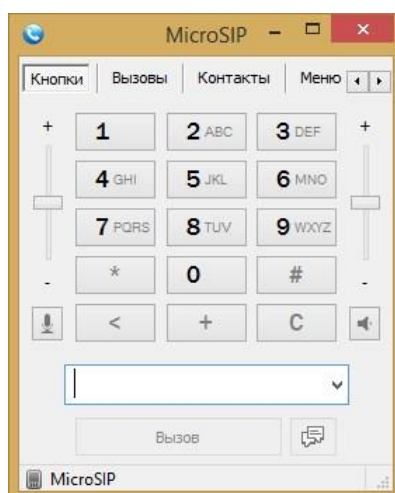 MicroSIP
Кнопки Вызовы Контакты Меню
+ 1 2 ABC 3 DEF +
4 GHI 5 JKL 6 MNO
7 PQRS 8 TUV 9 WXYZ
- * 0 # -
< + C
Вызов
MicroSIP